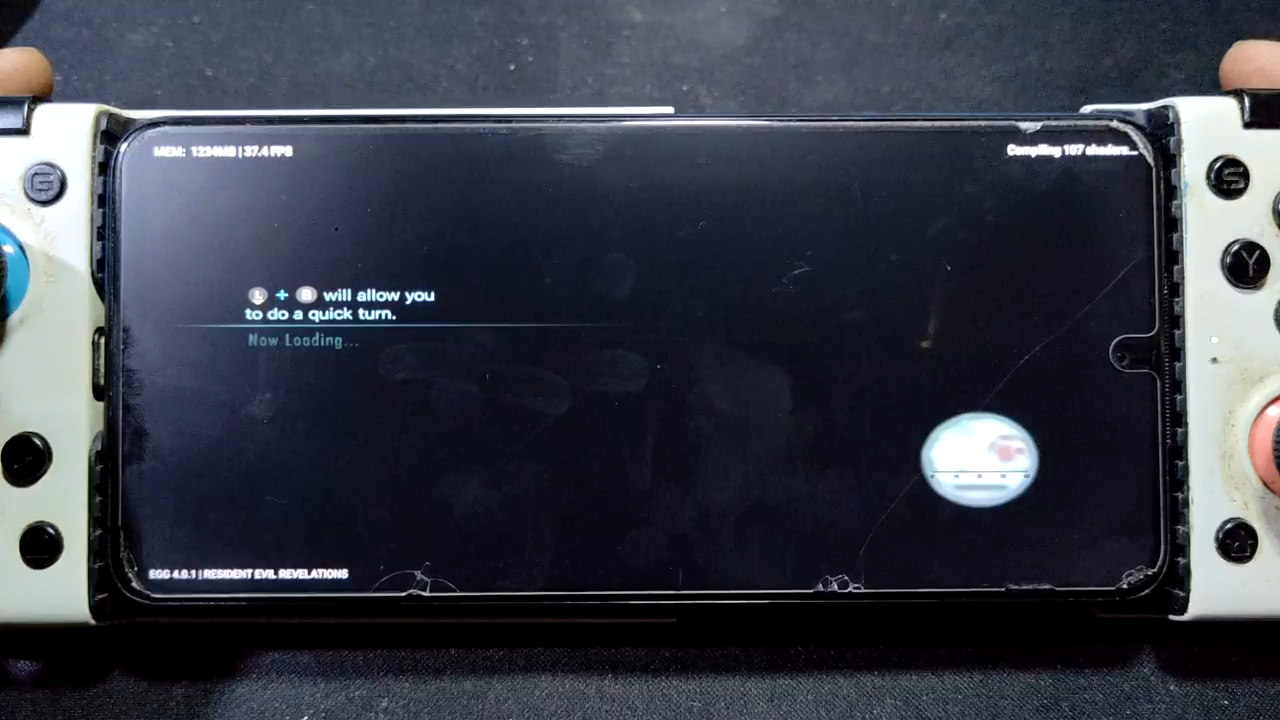 MEM: 1234MB | 37.4 FPS
Compiling 107 shaders...
L + B will allow you
to do a quick turn.
Now Loading...
EGG 4.0.1 | RESIDENT EVIL REVELATIONS
G
S
Y